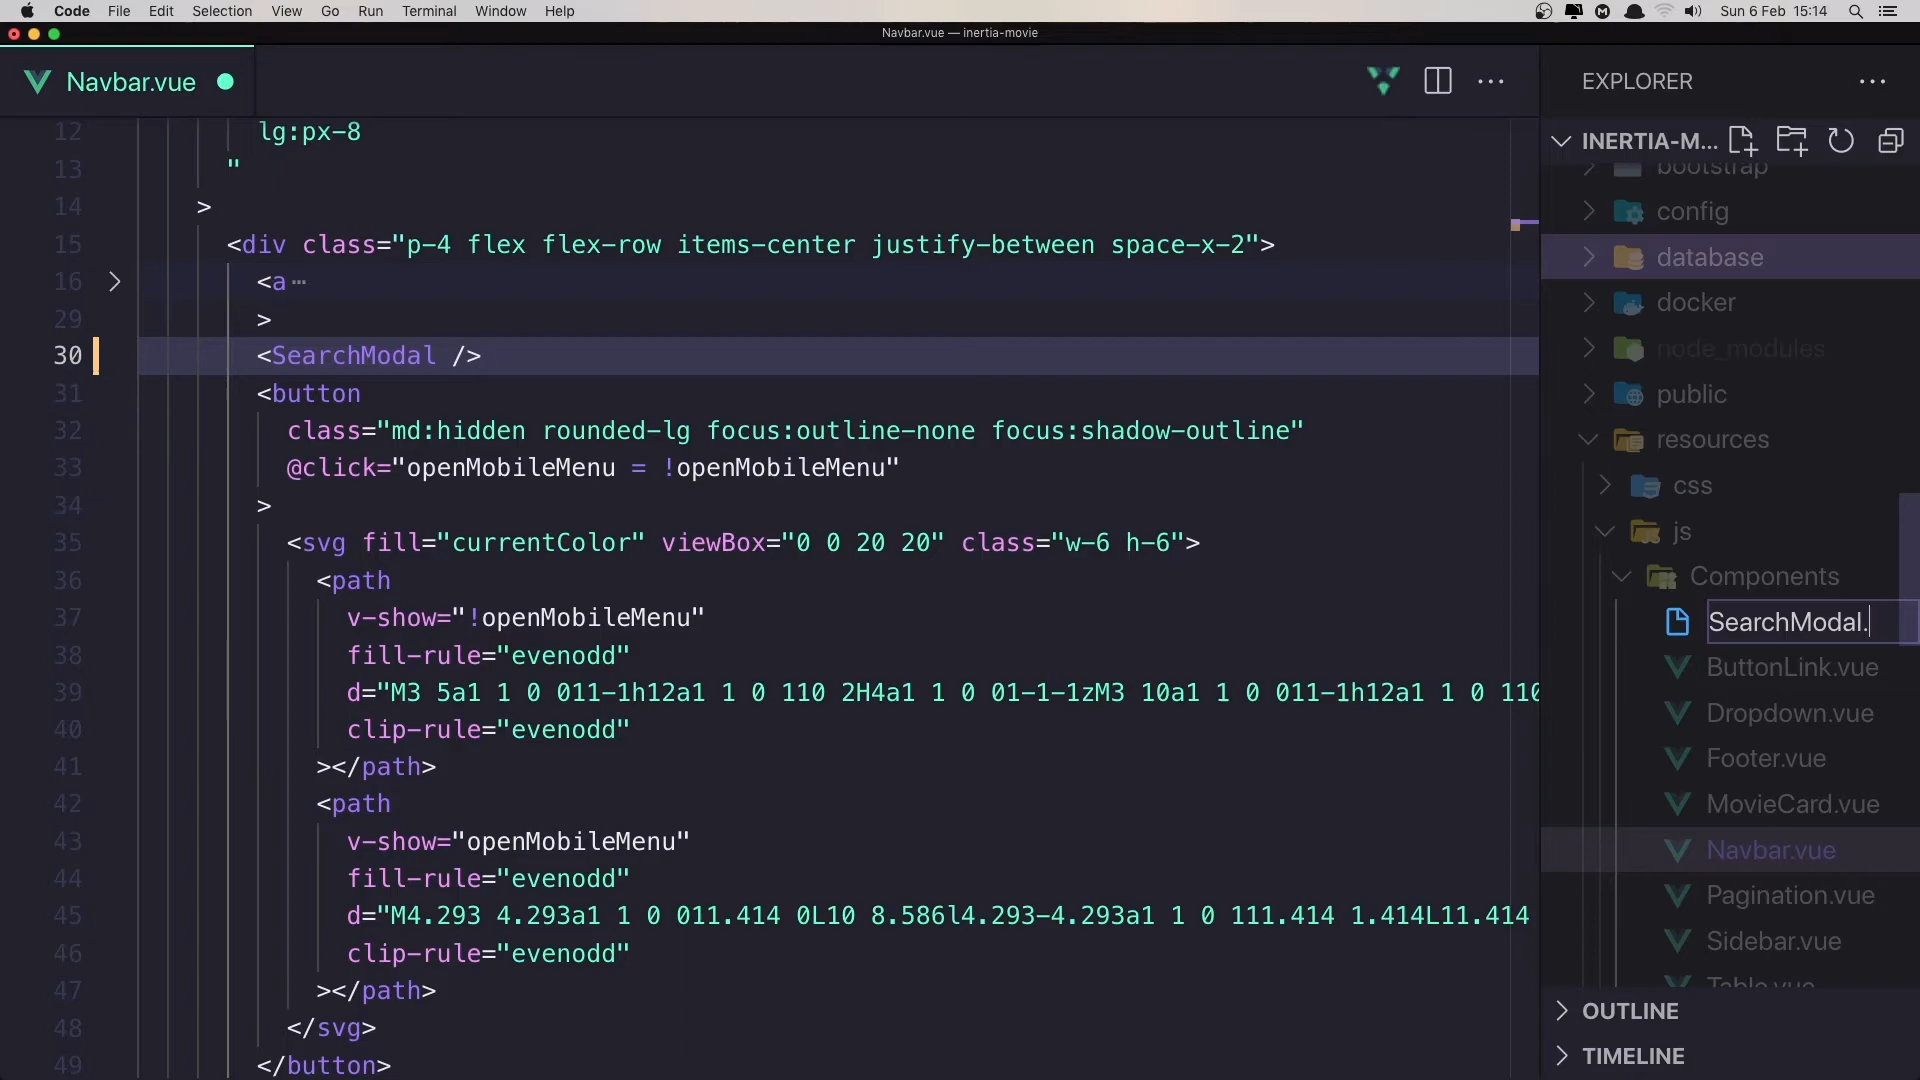 Code File Edit Selection View Go Run Terminal Window Help Sun 6 Feb 15:14
Navbar.vue — inertia-movie
Navbar.vue
12 lg:px-8
13 "
14 >
15 <div class="p-4 flex flex-row items-center justify-between space-x-2">
16 <a…
29 >
30 <SearchModal />
31 <button
32 class="md:hidden rounded-lg focus:outline-none focus:shadow-outline"
33 @click="openMobileMenu = !openMobileMenu"
34 >
35 <svg fill="currentColor" viewBox="0 0 20 20" class="w-6 h-6">
36 <path
37 v-show="!openMobileMenu"
38 fill-rule="evenodd"
39 d="M3 5a1 1 0 011-1h12a1 1 0 110 2H4a1 1 0 01-1-1zM3 10a1 1 0 011-1h12a1 1 0 110
40 clip-rule="evenodd"
41 ></path>
42 <path
43 v-show="openMobileMenu"
44 fill-rule="evenodd"
45 d="M4.293 4.293a1 1 0 011.414 0L10 8.586l4.293-4.293a1 1 0 111.414 1.414L11.414
46 clip-rule="evenodd"
47 ></path>
48 </svg>
49 </button>
EXPLORER
INERTIA-M...
bootstrap
config
database
docker
node_modules
public
resources
css
js
Components
SearchModal.
ButtonLink.vue
Dropdown.vue
Footer.vue
MovieCard.vue
Navbar.vue
Pagination.vue
Sidebar.vue
Table.vue
OUTLINE
TIMELINE